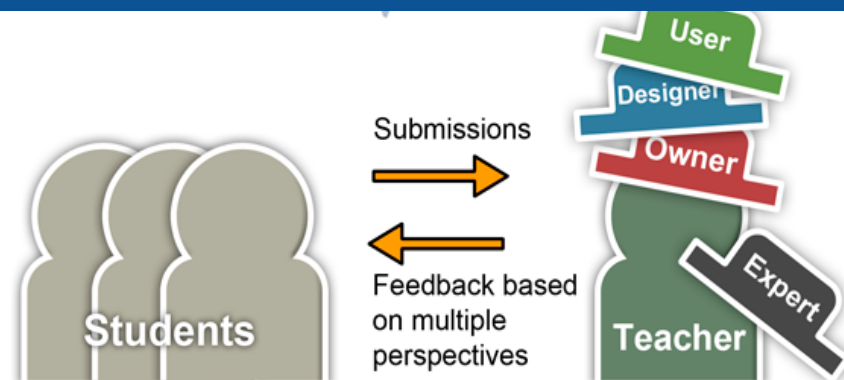 User
Designer
Submissions
Owner
Expert
Feedback based
on multiple
perspectives
Students
Teacher